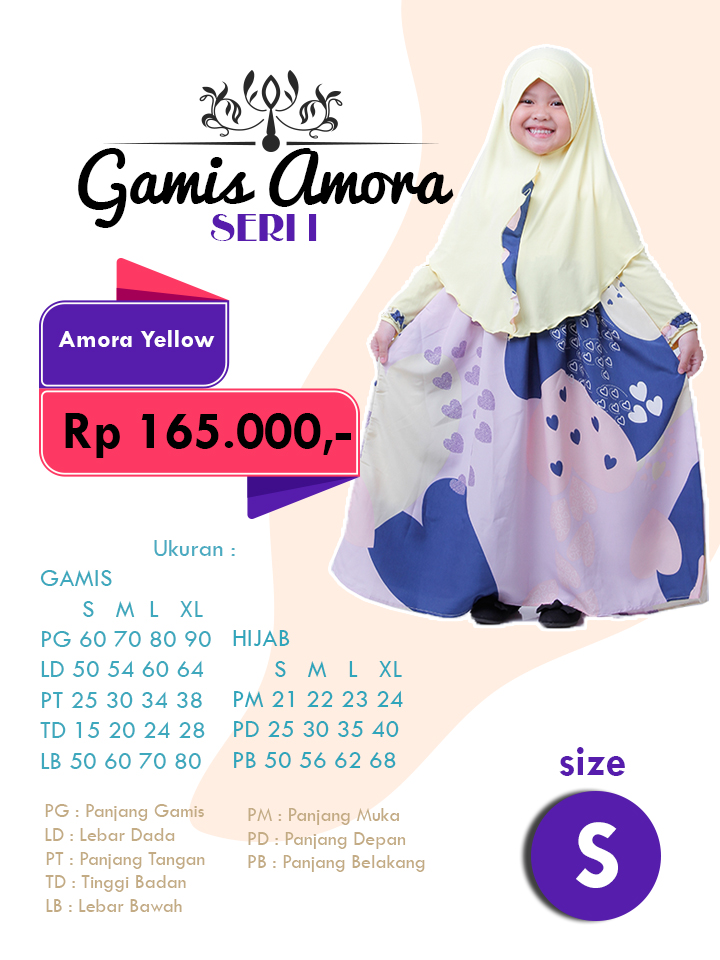 Gamis Amora
SERI I
Amora Yellow
Rp 165.000,-
Ukuran :
GAMIS
S M L XL
PG 60 70 80 90
LD 50 54 60 64
PT 25 30 34 38
TD 15 20 24 28
LB 50 60 70 80
HIJAB
S M L XL
PM 21 22 23 24
PD 25 30 35 40
PB 50 56 62 68
PG : Panjang Gamis
LD : Lebar Dada
PT : Panjang Tangan
TD : Tinggi Badan
LB : Lebar Bawah
PM : Panjang Muka
PD : Panjang Depan
PB : Panjang Belakang
size
S